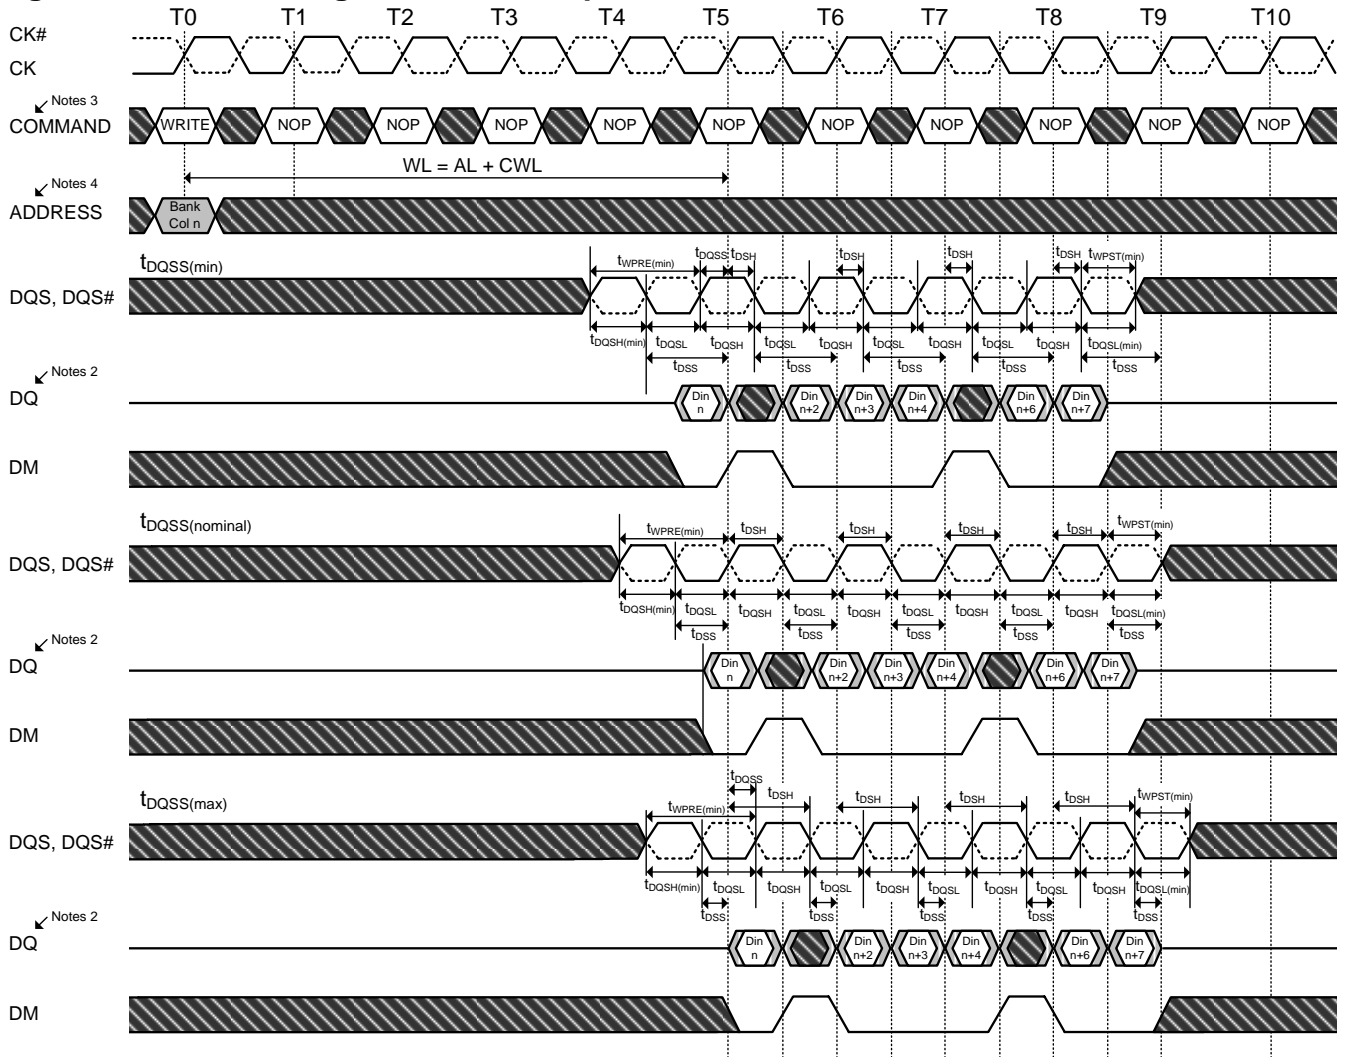 T0 T1 T2 T3 T4 T5 T6 T7 T8 T9 T10
CK#
CK
Notes 3
COMMAND WRITE NOP NOP NOP NOP NOP NOP NOP NOP NOP NOP
WL = AL + CWL
Notes 4
ADDRESS Bank Col n
tDQSS(min) tWPRE(min) tDQSS tDSH tDSH tDSH tDSH tWPST(min)
DQS, DQS#
tDQSH(min) tDQSL tDQSH tDQSL tDQSH tDQSL tDQSH tDQSL tDQSH tDQSL(min)
tDSS tDSS tDSS tDSS tDSS
Notes 2
DQ Din n Din n+2 Din n+3 Din n+4 Din n+6 Din n+7
DM
tDQSS(nominal) tWPRE(min) tDSH tDSH tDSH tDSH tWPST(min)
DQS, DQS#
tDQSH(min) tDQSL tDQSH tDQSL tDQSH tDQSL tDQSH tDQSL tDQSH tDQSL(min)
tDSS tDSS tDSS tDSS tDSS
Notes 2
DQ Din n Din n+2 Din n+3 Din n+4 Din n+6 Din n+7
DM
tDQSS
tDQSS(max) tWPRE(min) tDSH tDSH tDSH tDSH tWPST(min)
DQS, DQS#
tDQSH(min) tDQSL tDQSH tDQSL tDQSH tDQSL tDQSH tDQSL tDQSH tDQSL(min)
tDSS tDSS tDSS tDSS tDSS
Notes 2
DQ Din n Din n+2 Din n+3 Din n+4 Din n+6 Din n+7
DM